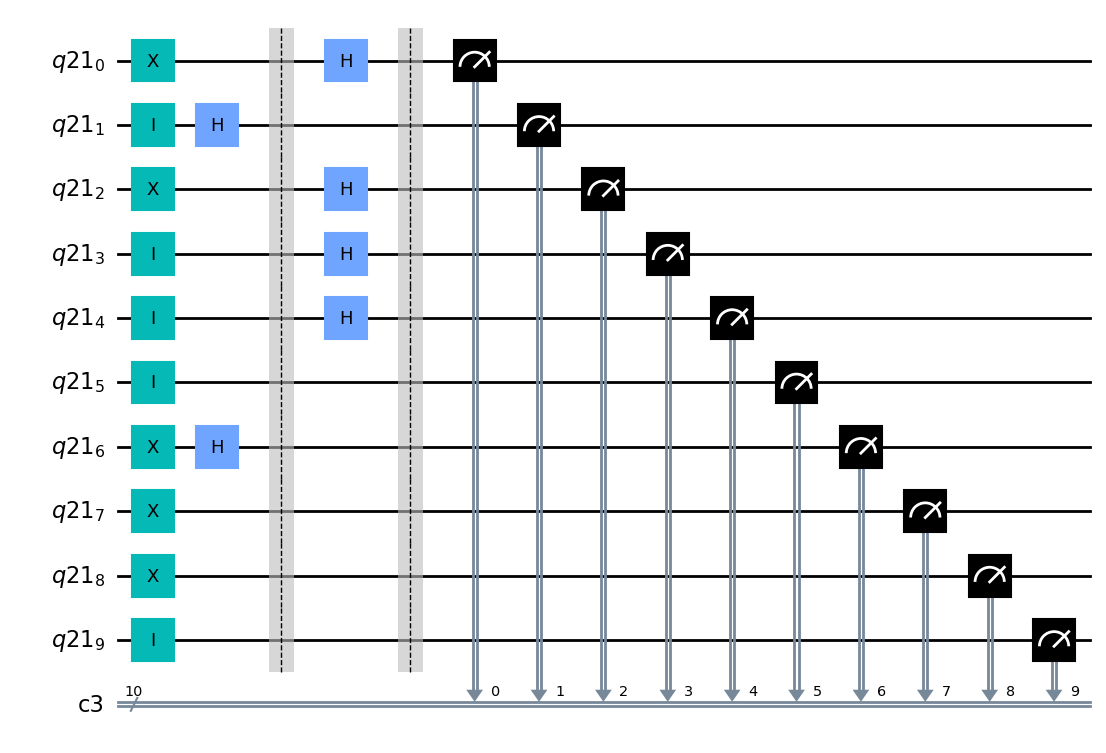 q21₀ X H
q21₁ I H
q21₂ X H
q21₃ I H
q21₄ I H
q21₅ I
q21₆ X H
q21₇ X
q21₈ X
q21₉ I
c3 10 0 1 2 3 4 5 6 7 8 9